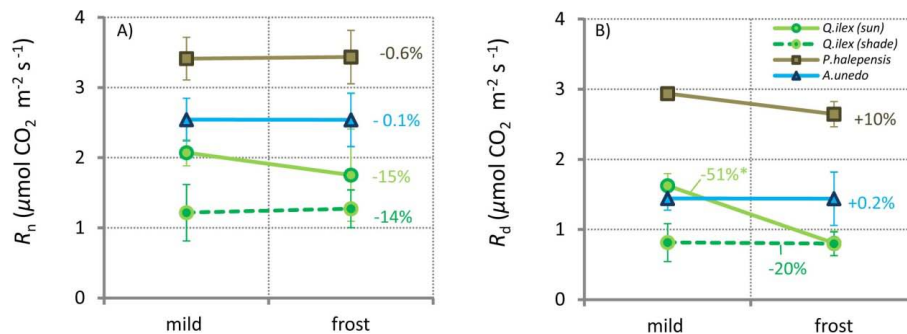 A)
Rn (μmol CO2 m-2 s-1)
4
3
2
1
0
-0.6%
- 0.1%
-15%
-14%
mild frost
B)
Rd (μmol CO2 m-2 s-1)
4
3
2
1
0
Q.ilex (sun)
Q.ilex (shade)
P.halepensis
A.unedo
+10%
-51%*
+0.2%
-20%
mild frost